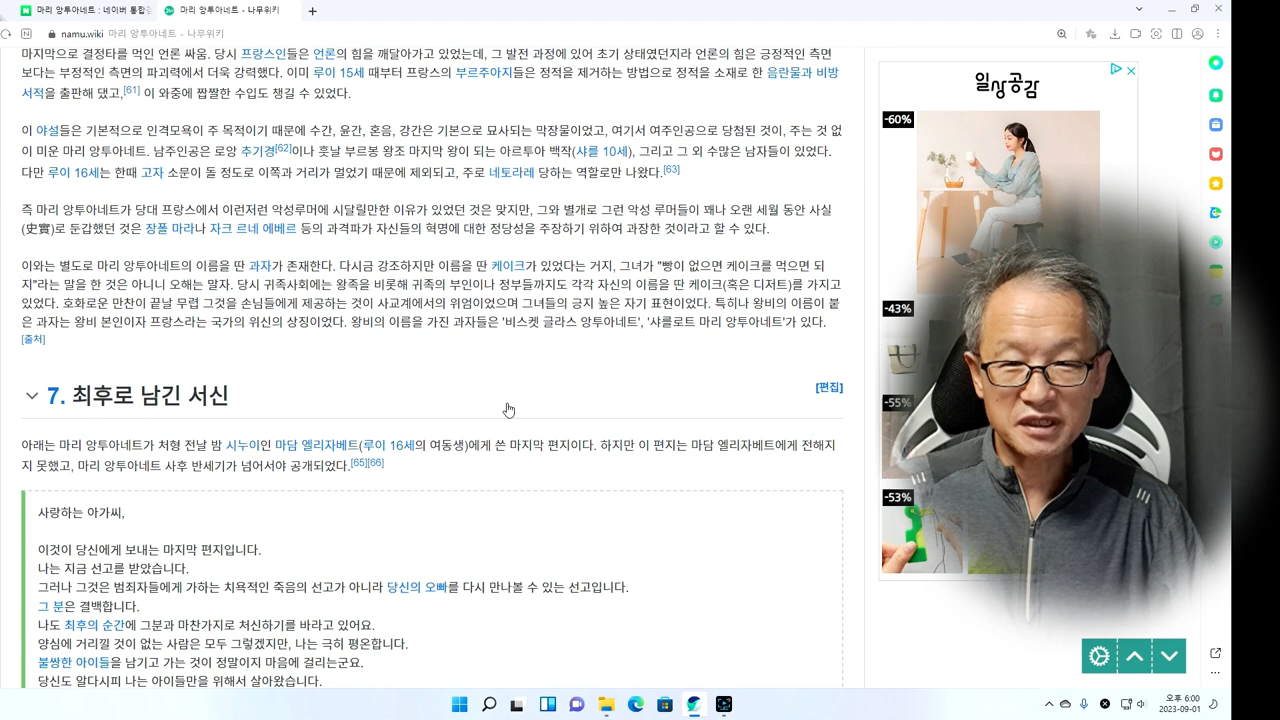 마리 앙투아네트 : 네이버 통합검
마리 앙투아네트 - 나무위키
namu.wiki 마리 앙투아네트 - 나무위키
마지막으로 결정타를 먹인 언론 싸움. 당시 프랑스인들은 언론의 힘을 깨달아가고 있었는데, 그 발전 과정에 있어 초기 상태였던지라 언론의 힘은 긍정적인 측면
보다는 부정적인 측면의 파괴력에서 더욱 강력했다. 이미 루이 15세 때부터 프랑스의 부르주아지들은 정적을 제거하는 방법으로 정적을 소재로 한 음란물과 비방
서적을 출판해 댔고,[61] 이 와중에 짭짤한 수입도 챙길 수 있었다.
이 야설들은 기본적으로 인격모욕이 주 목적이기 때문에 수간, 윤간, 혼음, 강간은 기본으로 묘사되는 막장물이었고, 여기서 여주인공으로 당첨된 것이, 주는 것 없
이 미운 마리 앙투아네트. 남주인공은 로앙 추기경[62]이나 훗날 부르봉 왕조 마지막 왕이 되는 아르투아 백작(샤를 10세), 그리고 그 외 수많은 남자들이 있었다.
다만 루이 16세는 한때 고자 소문이 돌 정도로 이쪽과 거리가 멀었기 때문에 제외되었고, 주로 네토라레 당하는 역할로만 나왔다.[63]
즉 마리 앙투아네트가 당대 프랑스에서 이런저런 악성루머에 시달릴만한 이유가 있었던 것은 맞지만, 그와 별개로 그런 악성 루머들이 꽤나 오랜 세월 동안 사실
(史實)로 둔갑했던 것은 장폴 마라나 자크 르네 에베르 등의 과격파가 자신들의 혁명에 대한 정당성을 주장하기 위하여 과장한 것이라고 할 수 있다.
이와는 별도로 마리 앙투아네트의 이름을 딴 과자가 존재한다. 다시금 강조하지만 이름을 딴 케이크가 있었다는 거지, 그녀가 "빵이 없으면 케이크를 먹으면 되
지"라는 말을 한 것은 아니니 오해는 말자. 당시 귀족사회에는 왕족을 비롯해 귀족의 부인이나 정부들까지도 각각 자신의 이름을 딴 케이크(혹은 디저트)를 가지고
있었다. 호화로운 만찬이 끝날 무렵 그것을 손님들에게 제공하는 것이 사교계에서의 위엄이었으며 그녀들의 긍지 높은 자기 표현이었다. 특히나 왕비의 이름이 붙
은 과자는 왕비 본인이자 프랑스라는 국가의 위신의 상징이었다. 왕비의 이름을 가진 과자들은 '비스켓 글라스 앙투아네트', '샤를로트 마리 앙투아네트'가 있다.
[출처]
7. 최후로 남긴 서신
[편집]
아래는 마리 앙투아네트가 처형 전날 밤 시누이인 마담 엘리자베트(루이 16세의 여동생)에게 쓴 마지막 편지이다. 하지만 이 편지는 마담 엘리자베트에게 전해지
지 못했고, 마리 앙투아네트 사후 반세기가 넘어서야 공개되었다.[65][66]
사랑하는 아가씨,
이것이 당신에게 보내는 마지막 편지입니다.
나는 지금 선고를 받았습니다.
그러나 그것은 범죄자들에게 가하는 치욕적인 죽음의 선고가 아니라 당신의 오빠를 다시 만나볼 수 있는 선고입니다.
그 분은 결백합니다.
나도 최후의 순간에 그분과 마찬가지로 처신하기를 바라고 있어요.
양심에 거리낄 것이 없는 사람은 모두 그렇겠지만, 나는 극히 평온합니다.
불쌍한 아이들을 남기고 가는 것이 정말이지 마음에 걸리는군요.
당신도 알다시피 나는 아이들만을 위해서 살아왔습니다.
일상공감
-60%
-43%
-55%
-53%
오후 6:00
2023-09-01